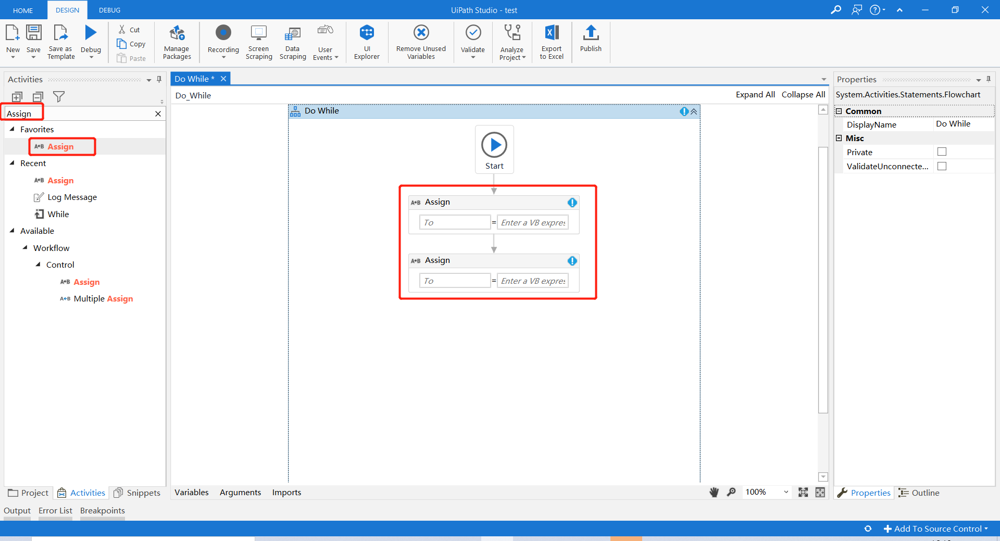 HOME DESIGN DEBUG UiPath Studio - test
New Save Save as Template Debug Cut Copy Paste Manage Packages Recording Screen Scraping Data Scraping User Events UI Explorer Remove Unused Variables Validate Analyze Project Export to Excel Publish
Activities
Assign
Favorites
Assign
Recent
Assign
Log Message
While
Available
Workflow
Control
Assign
Multiple Assign
Project Activities Snippets
Do While *
Do_While Expand All Collapse All
Do While
Start
Assign
To = Enter a VB expres
Assign
To = Enter a VB expres
Variables Arguments Imports 100%
Properties
System.Activities.Statements.Flowchart
Common
DisplayName Do While
Misc
Private
ValidateUnconnecte...
Properties Outline
Output Error List Breakpoints
Add To Source Control